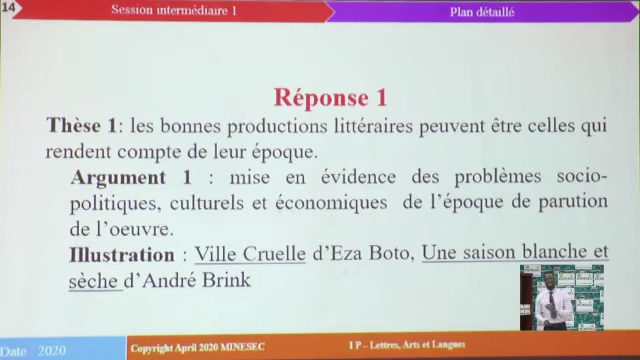 14
Session intermédiaire 1
Plan détaillé
Réponse 1
Thèse 1: les bonnes productions littéraires peuvent être celles qui
rendent compte de leur époque.
Argument 1 : mise en évidence des problèmes socio-
politiques, culturels et économiques de l'époque de parution
de l'oeuvre.
Illustration : Ville Cruelle d'Eza Boto, Une saison blanche et
sèche d'André Brink
Date 2020
Copyright April 2020 MINESEC
I P – Lettres, Arts et Langues